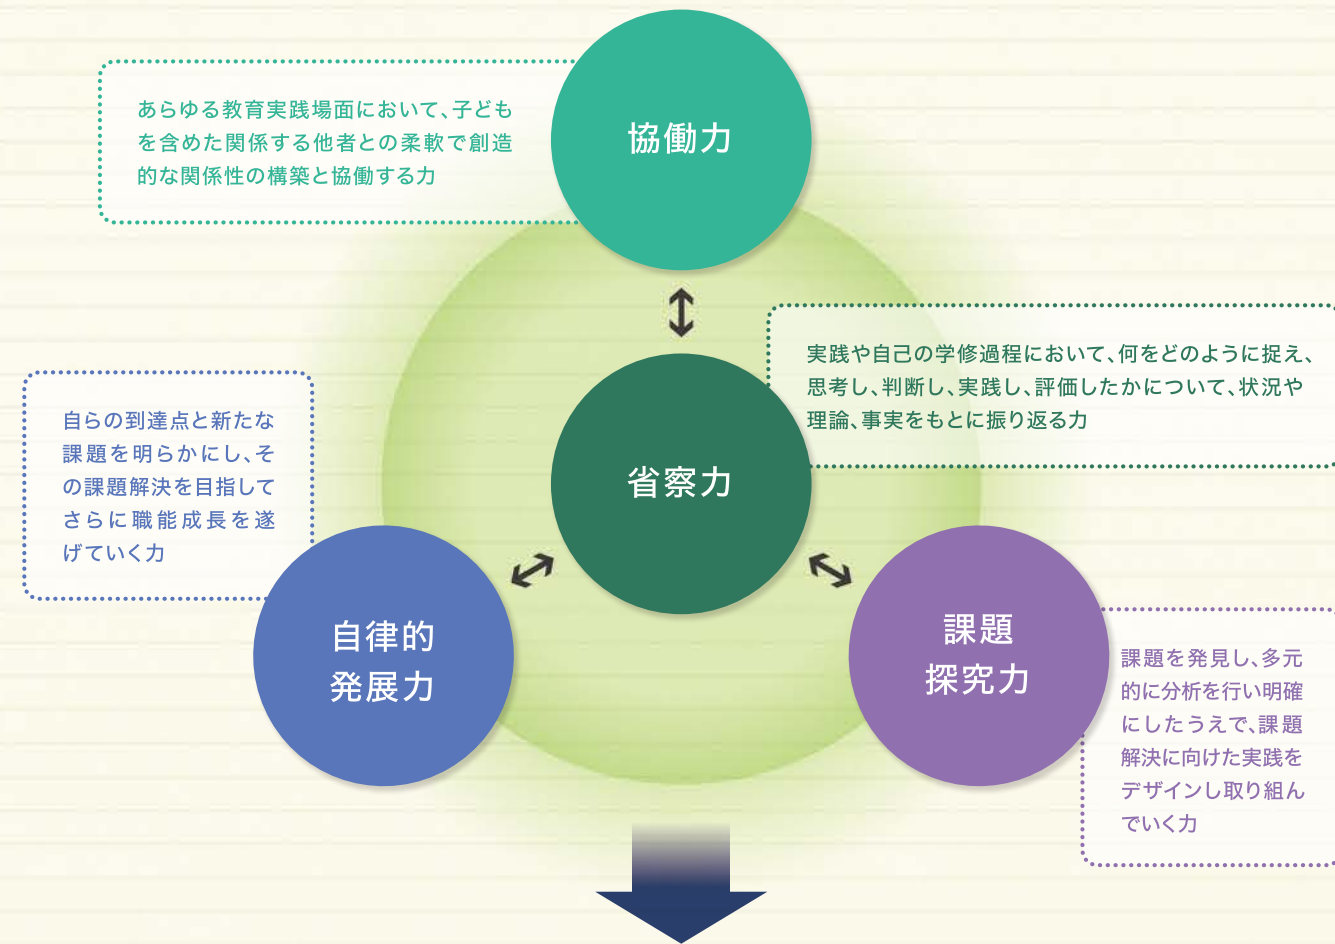 協働力
あらゆる教育実践場面において、子ども
を含めた関係する他者との柔軟で創造
的な関係性の構築と協働する力
省察力
実践や自己の学修過程において、何をどのように捉え、
思考し、判断し、実践し、評価したかについて、状況や
理論、事実をもとに振り返る力
自律的
発展力
自らの到達点と新たな
課題を明らかにし、そ
の課題解決を目指して
さらに職能成長を遂
げていく力
課題
探究力
課題を発見し、多元
的に分析を行い明確
にしたうえで、課題
解決に向けた実践を
デザインし取り組ん
でいく力